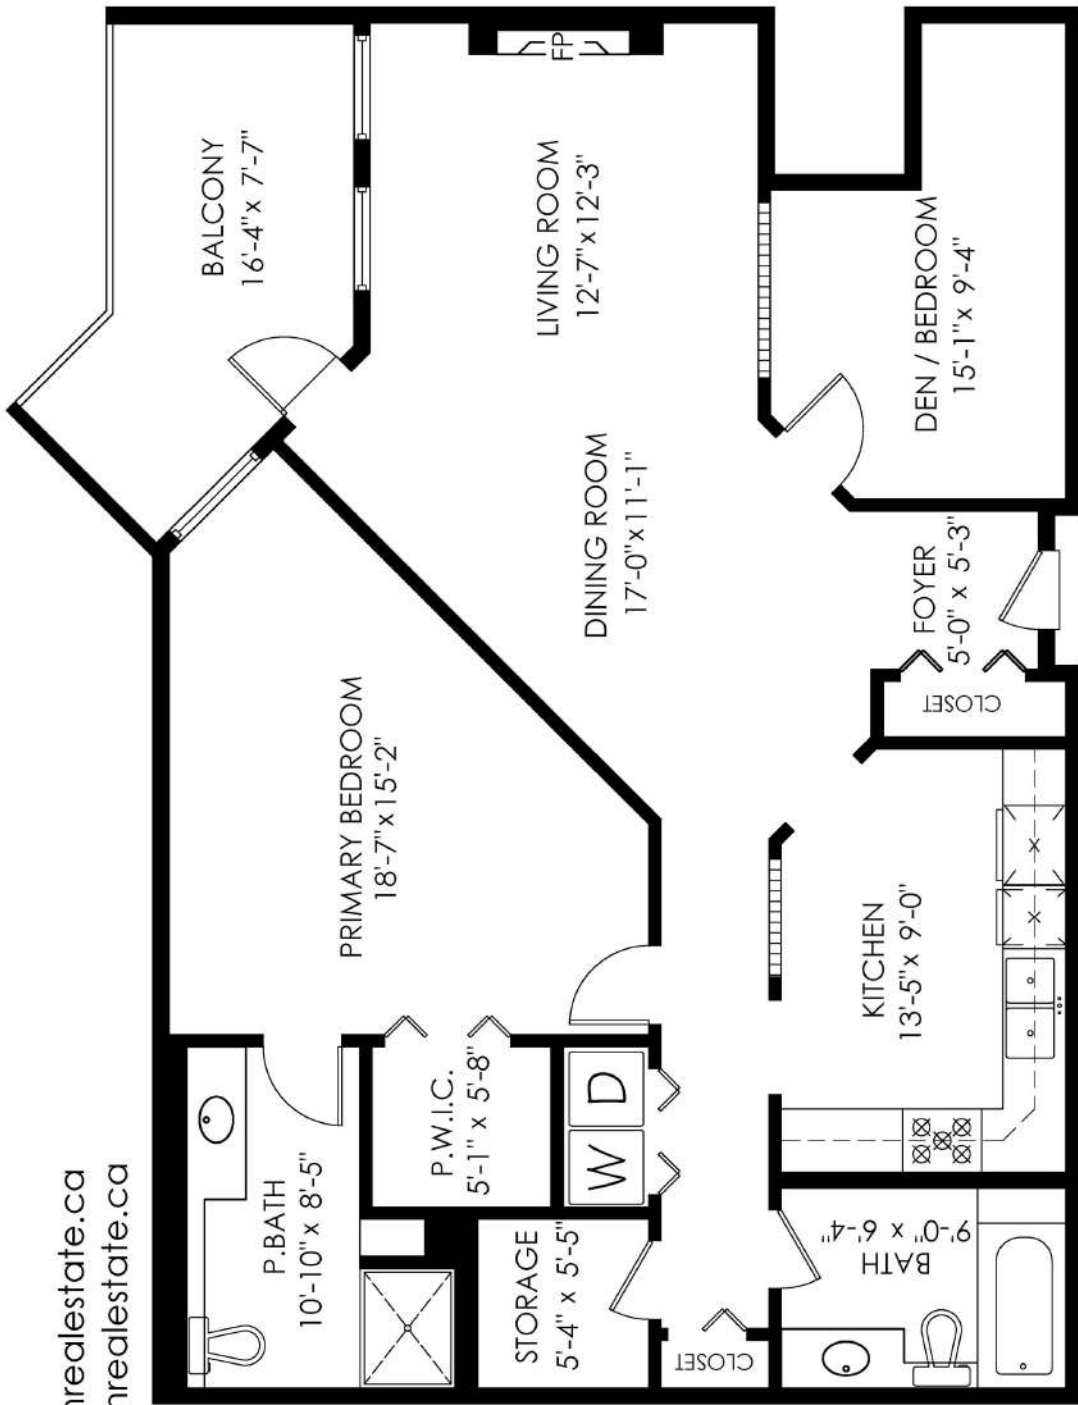 nrealestate.ca
nrealestate.ca
BALCONY
16'-4" x 7'-7"
P.BATH
10'-10" x 8'-5"
PRIMARY BEDROOM
18'-7" x 15'-2"
P.W.I.C.
5'-1" x 5'-8"
STORAGE
5'-4" x 5'-5"
W D
LIVING ROOM
12'-7" x 12'-3"
FP
DINING ROOM
17'-0" x 11'-1"
CLOSET
KITCHEN
13'-5" x 9'-0"
BATH
9'-0" x 6'-4"
FOYER
5'-0" x 5'-3"
CLOSET
DEN / BEDROOM
15'-1" x 9'-4"